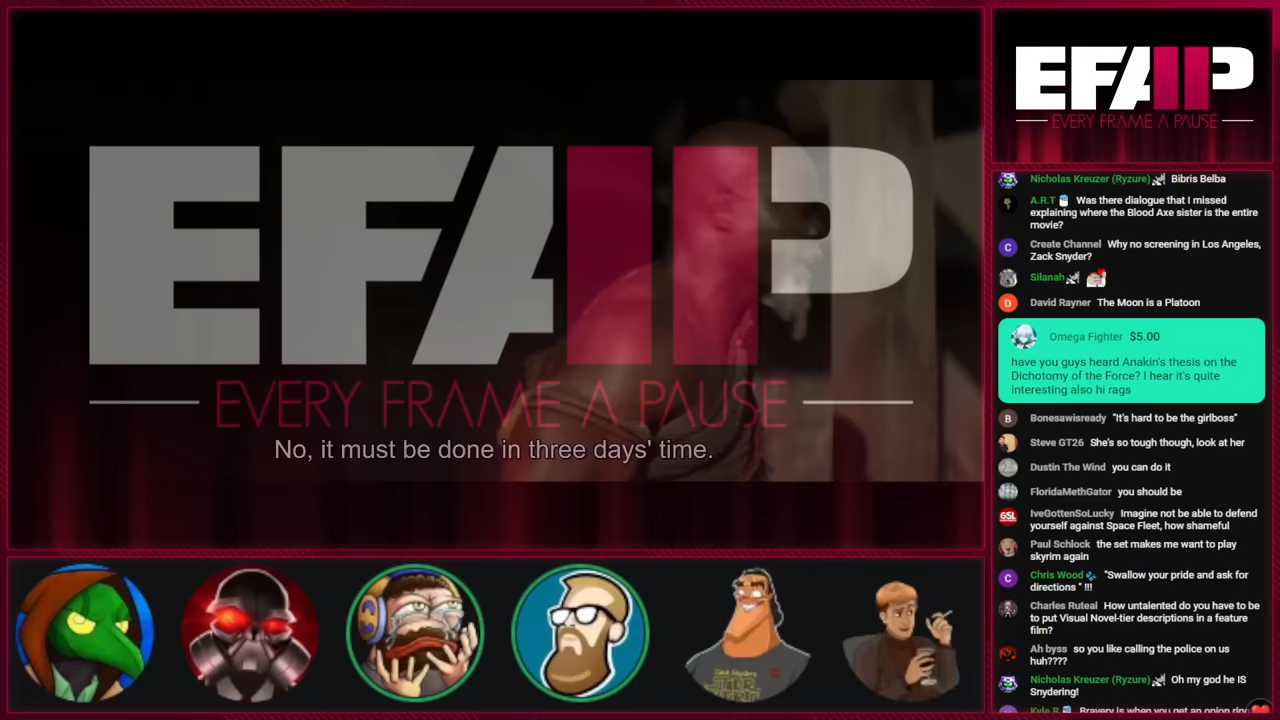 EFAP
EVERY FRAME A PAUSE
No, it must be done in three days' time.
EFAP
EVERY FRAME A PAUSE
Nicholas Kreuzer (Ryzure) Bibris Belba
A.R.T Was there dialogue that I missed
explaining where the Blood Axe sister is the entire
movie?
Create Channel Why no screening in Los Angeles,
Zack Snyder?
Silanah
David Rayner The Moon is a Platoon
Omega Fighter $5.00
have you guys heard Anakin's thesis on the
Dichotomy of the Force? I hear it's quite
interesting also hi rags
Bonesawisready "It's hard to be the girlboss"
Steve GT26 She's so tough though, look at her
Dustin The Wind you can do it
FloridaMethGator you should be
IveGottenSoLucky Imagine not be able to defend
yourself against Space Fleet, how shameful
Paul Schlock the set makes me want to play
skyrim again
Chris Wood "Swallow your pride and ask for
directions " !!!
Charles Ruteal How untalented do you have to be
to put Visual Novel-tier descriptions in a feature
film?
Ah byss so you like calling the police on us
huh????
Nicholas Kreuzer (Ryzure) Oh my god he IS
Snydering!
Kyle R Bravery is when you get an onion ring